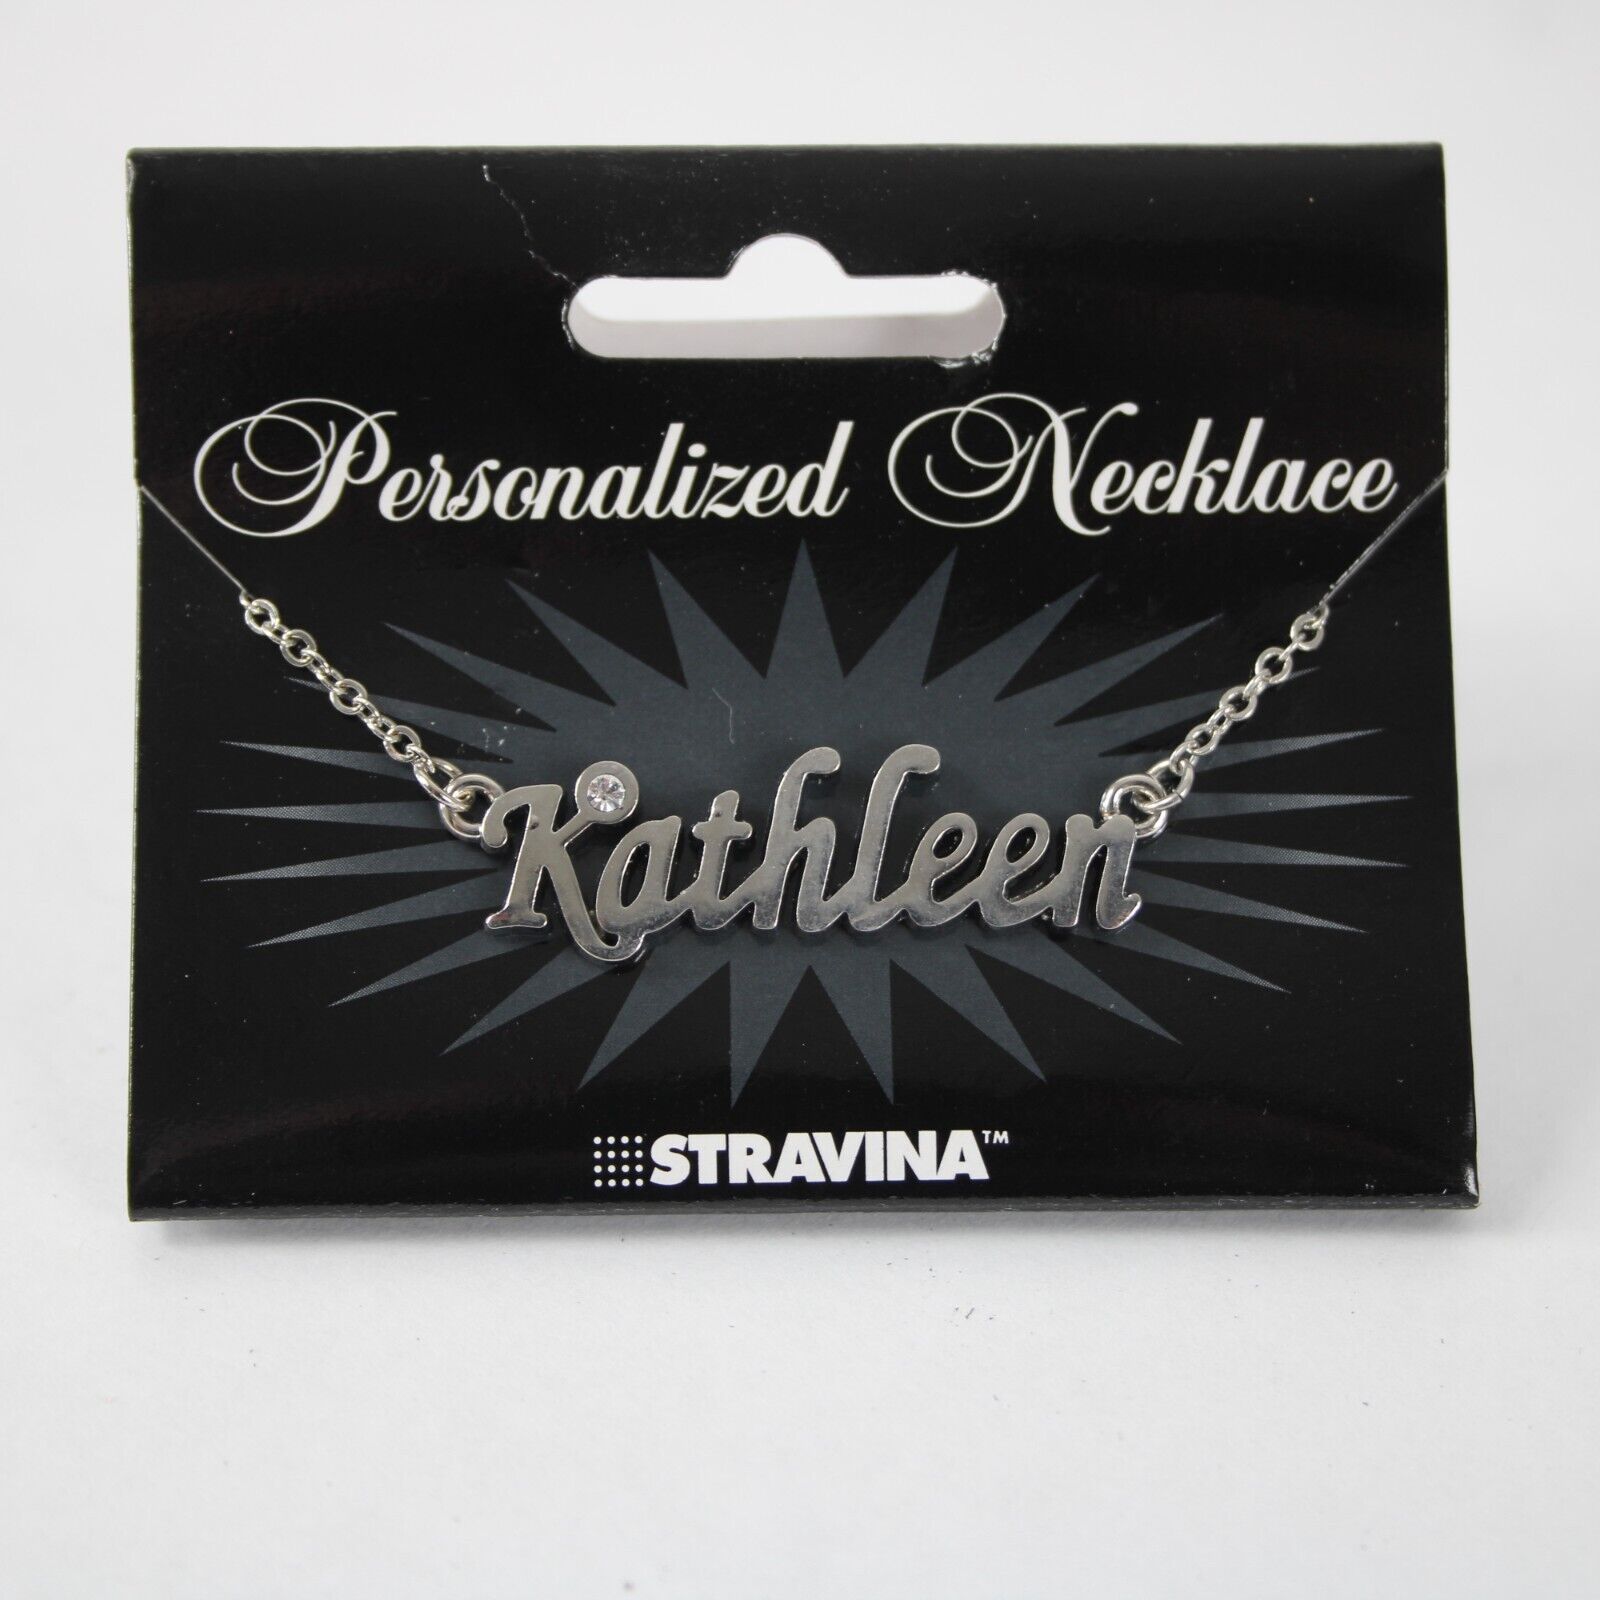 Personalized Necklace
Kathleen
STRAVINA™